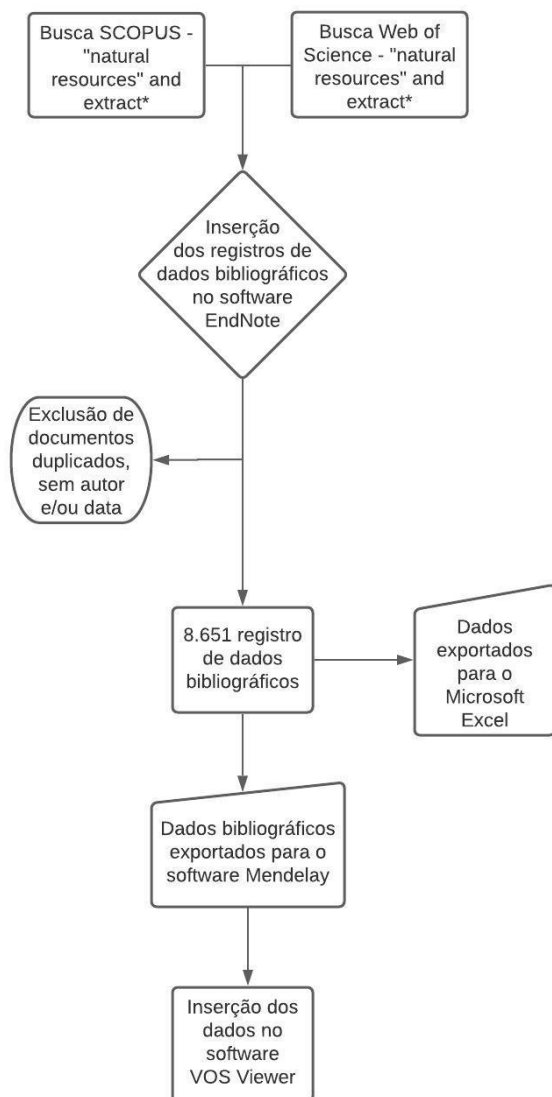 Busca SCOPUS -
"natural
resources" and
extract*
Busca Web of
Science - "natural
resources" and
extract*
Inserção
dos registros de
dados bibliográficos
no software
EndNote
Exclusão de
documentos
duplicados,
sem autor
e/ou data
8.651 registro
de dados
bibliográficos
Dados
exportados
para o
Microsoft
Excel
Dados bibliográficos
exportados para o
software Mendelay
Inserção dos
dados no
software
VOS Viewer